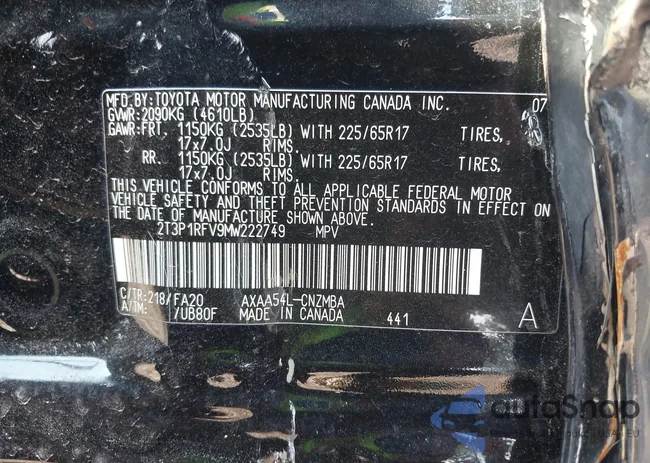 MFD.BY:TOYOTA MOTOR MANUFACTURING CANADA INC. 07
GVWR:2090KG (4610LB)
GAWR:FRT. 1150KG (2535LB) WITH 225/65R17 TIRES,
17x7.0J RIMS.
RR. 1150KG (2535LB) WITH 225/65R17 TIRES,
17x7.0J RIMS.
THIS VEHICLE CONFORMS TO ALL APPLICABLE FEDERAL MOTOR
VEHICLE SAFETY AND THEFT PREVENTION STANDARDS IN EFFECT ON
THE DATE OF MANUFACTURE SHOWN ABOVE.
2T3P1RFV9MW222749 MPV
C/TR:218/FA20 AXAA54L-CNZMBA
A/TM: /UB80F MADE IN CANADA 441 A
autoSnap